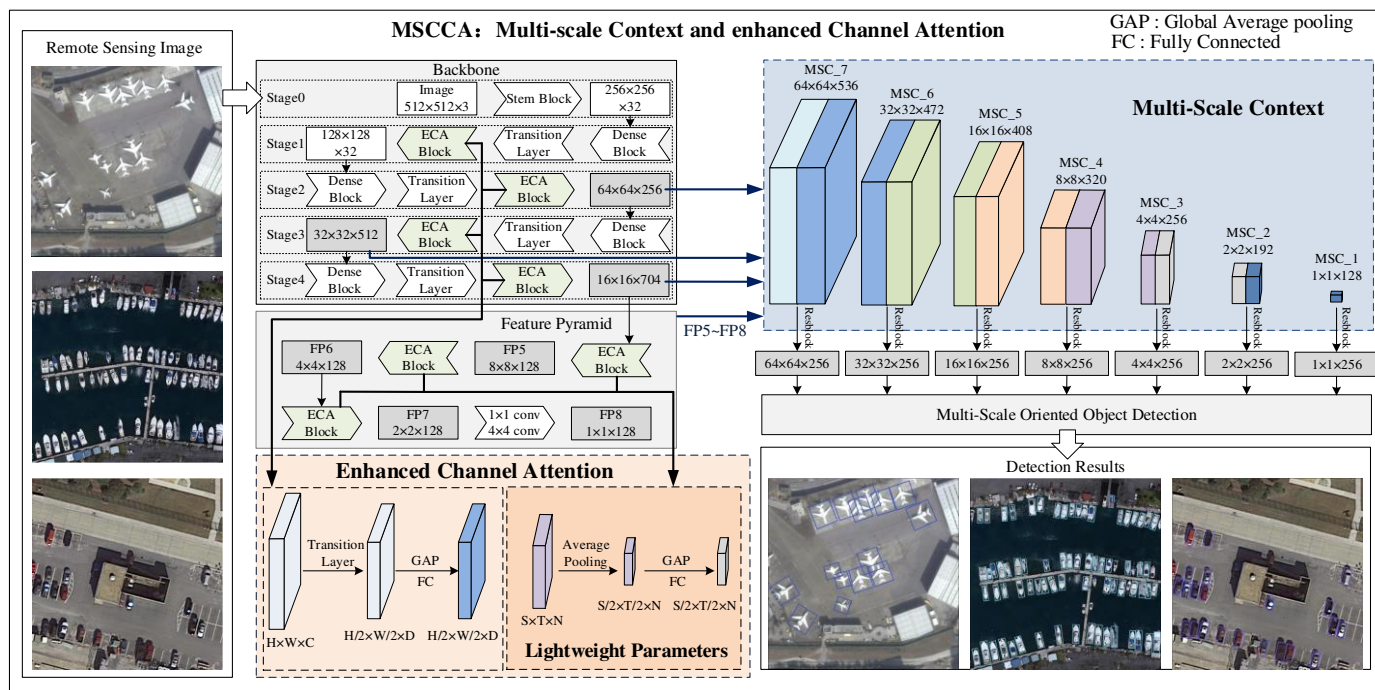 MSCCA: Multi-scale Context and enhanced Channel Attention
GAP : Global Average pooling
FC : Fully Connected
Remote Sensing Image
Backbone
Stage0
Image
512×512×3
Stem Block
256×256
×32
Stage1
128×128
×32
ECA
Block
Transition
Layer
Dense
Block
Stage2
Dense
Block
Transition
Layer
ECA
Block
64×64×256
Stage3
32×32×512
ECA
Block
Transition
Layer
Dense
Block
Stage4
Dense
Block
Transition
Layer
ECA
Block
16×16×704
Feature Pyramid
FP6
4×4×128
ECA
Block
FP5
8×8×128
ECA
Block
ECA
Block
FP7
2×2×128
1×1 conv
4×4 conv
FP8
1×1×128
FP5~FP8
Enhanced Channel Attention
Transition
Layer
GAP
FC
H×W×C
H/2×W/2×D
H/2×W/2×D
Average
Pooling
GAP
FC
S×T×N
S/2×T/2×N
S/2×T/2×N
Lightweight Parameters
Multi-Scale Context
MSC_7
64×64×536
MSC_6
32×32×472
MSC_5
16×16×408
MSC_4
8×8×320
MSC_3
4×4×256
MSC_2
2×2×192
MSC_1
1×1×128
Resblock
Resblock
Resblock
Resblock
Resblock
Resblock
Resblock
64×64×256
32×32×256
16×16×256
8×8×256
4×4×256
2×2×256
1×1×256
Multi-Scale Oriented Object Detection
Detection Results